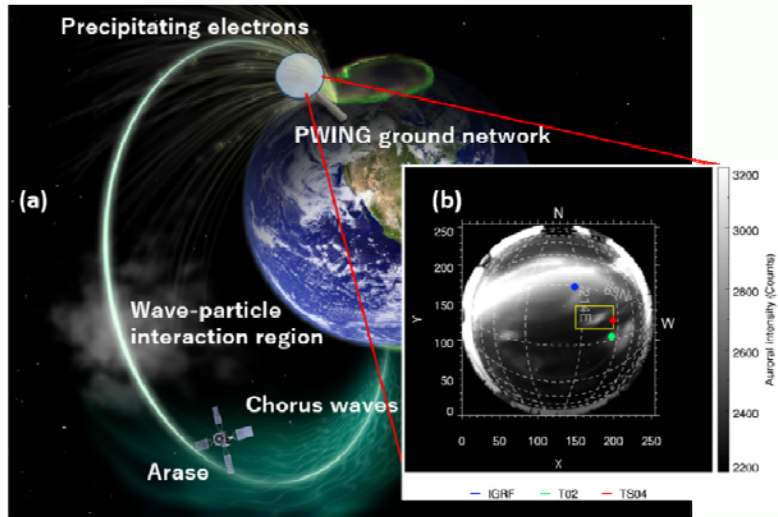 Precipitating electrons
PWING ground network
(a)
(b)
Wave-particle
interaction region
Chorus waves
Arase
N
W
250
200
150
100
50
0
Y
0 50 100 150 200 250
X
69N
3200
3000
2800
2600
2400
2200
Auroral intensity (Counts)
IGRF T02 TS04